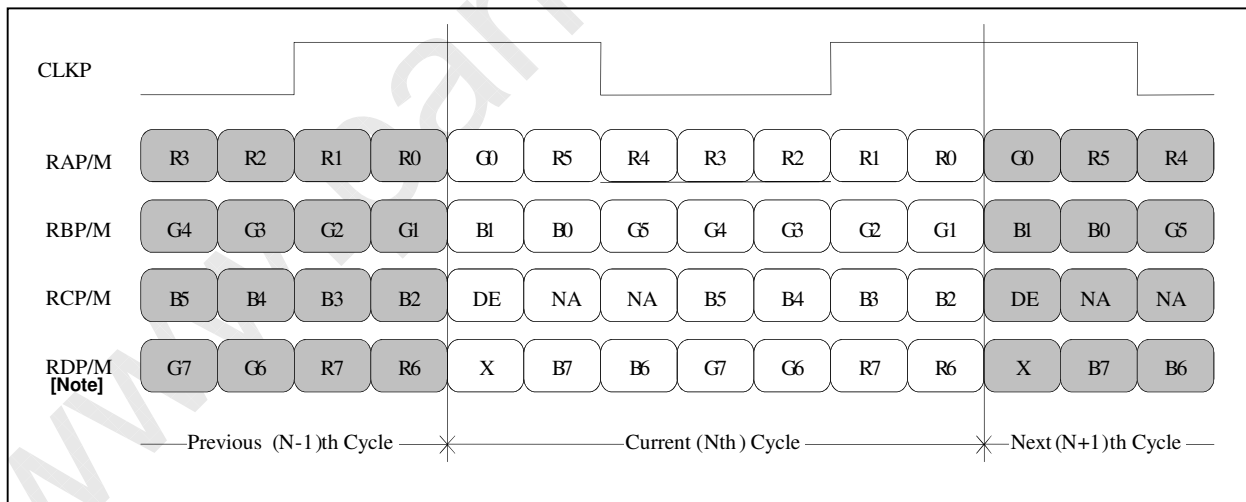 CLKP
RAP/M R3 R2 R1 R0 G0 R5 R4 R3 R2 R1 R0 G0 R5 R4
RBP/M G4 G3 G2 G1 B1 B0 G5 G4 G3 G2 G1 B1 B0 G5
RCP/M B5 B4 B3 B2 DE NA NA B5 B4 B3 B2 DE NA NA
RDP/M G7 G6 R7 R6 X B7 B6 G7 G6 R7 R6 X B7 B6
[Note]
Previous (N-1)th Cycle Current (Nth) Cycle Next (N+1)th Cycle
www.pan